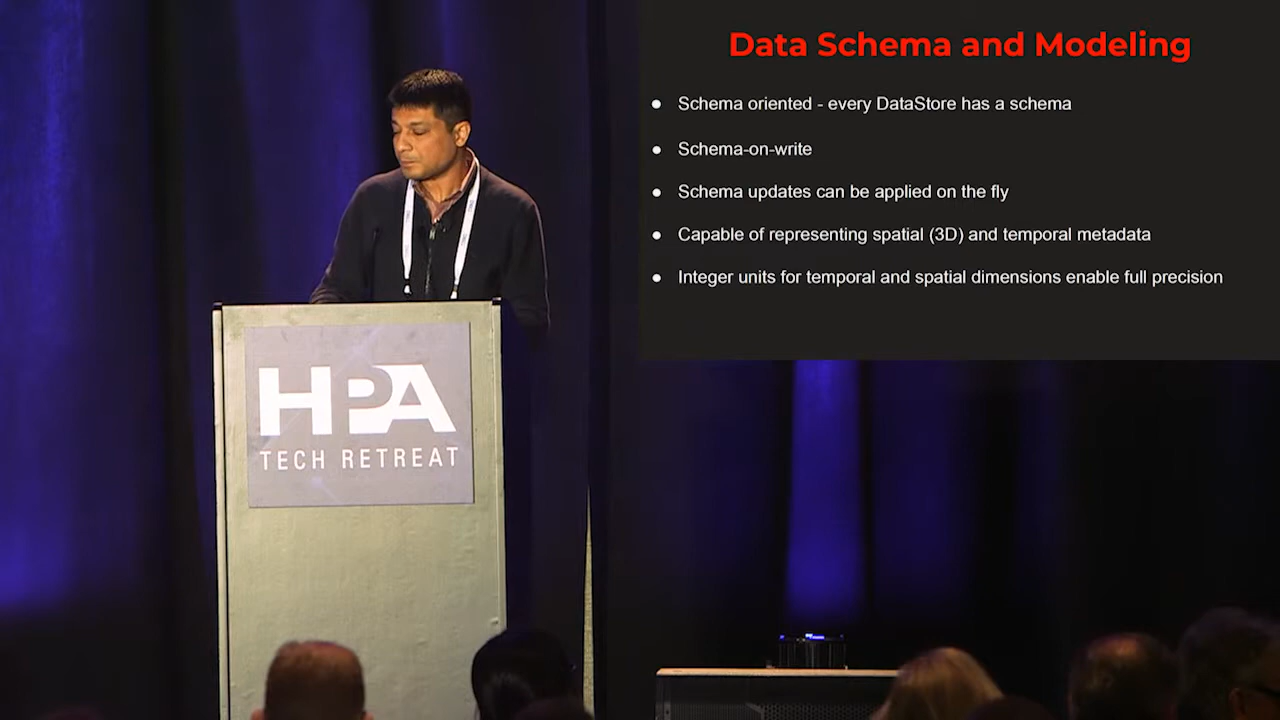 Data Schema and Modeling
Schema oriented - every DataStore has a schema
Schema-on-write
Schema updates can be applied on the fly
Capable of representing spatial (3D) and temporal metadata
Integer units for temporal and spatial dimensions enable full precision
HPA
TECH RETREAT